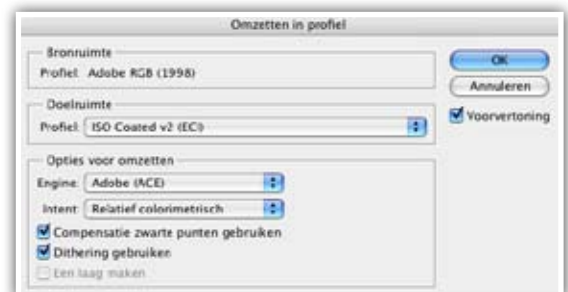 Omzetten in profiel
Bronruimte
Profiel: Adobe RGB (1998)
Doelruimte
Profiel: ISO Coated v2 (ECI)
Opties voor omzetten
Engine: Adobe (ACE)
Intent: Relatief colorimetrisch
Compensatie zwarte punten gebruiken
Dithering gebruiken
Een laag maken
OK
Annuleren
Voorvertoning